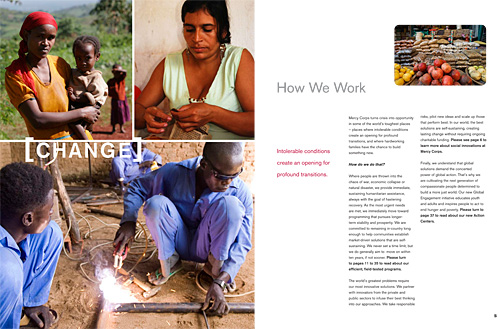 [CHANGE]
How We Work
Intolerable conditions
create an opening for
profound transitions.
Mercy Corps turns crises into opportunity
in some of the world's toughest places
– places where intolerable conditions
create an opening for profound
transitions, and where hardworking
families have the chance to build
something new.
How do we do that?
Where people are thrown into the
chaos of war, economic collapse or
natural disaster, we provide immediate
sustaining humanitarian assistance,
always with the goal of hastening
recovery. As the most urgent needs
are met, we immediately move toward
programming that pursues longer-
term stability and prosperity. We are
committed to remaining in country long
enough to help communities establish
market-driven solutions that are self-
sustaining. We never set a time limit, but
we do generally aim to move on within
ten years, if not sooner. Please turn
to pages 11 to 35 to read about our
efficient, field-tested programs.
The world's greatest problems require
our most innovative solutions. We partner
with innovators from the private and
public sectors to infuse their best thinking
into our approaches. We take responsible
risks, pilot new ideas and scale up those
that perform best. In our world, the best
solutions are self-sustaining, creating
lasting change without requiring ongoing
charitable funding. Please see page 8 to
learn more about social innovations at
Mercy Corps.
Finally, we understand that global
solutions demand the concerted
power of global action. That's why we
are cultivating the next generation of
compassionate people determined to
build a more just world. Our new Global
Engagement initiative educates youth
and adults and inspires people to act to
end hunger and poverty. Please turn to
page 37 to read about our new Action
Centers.